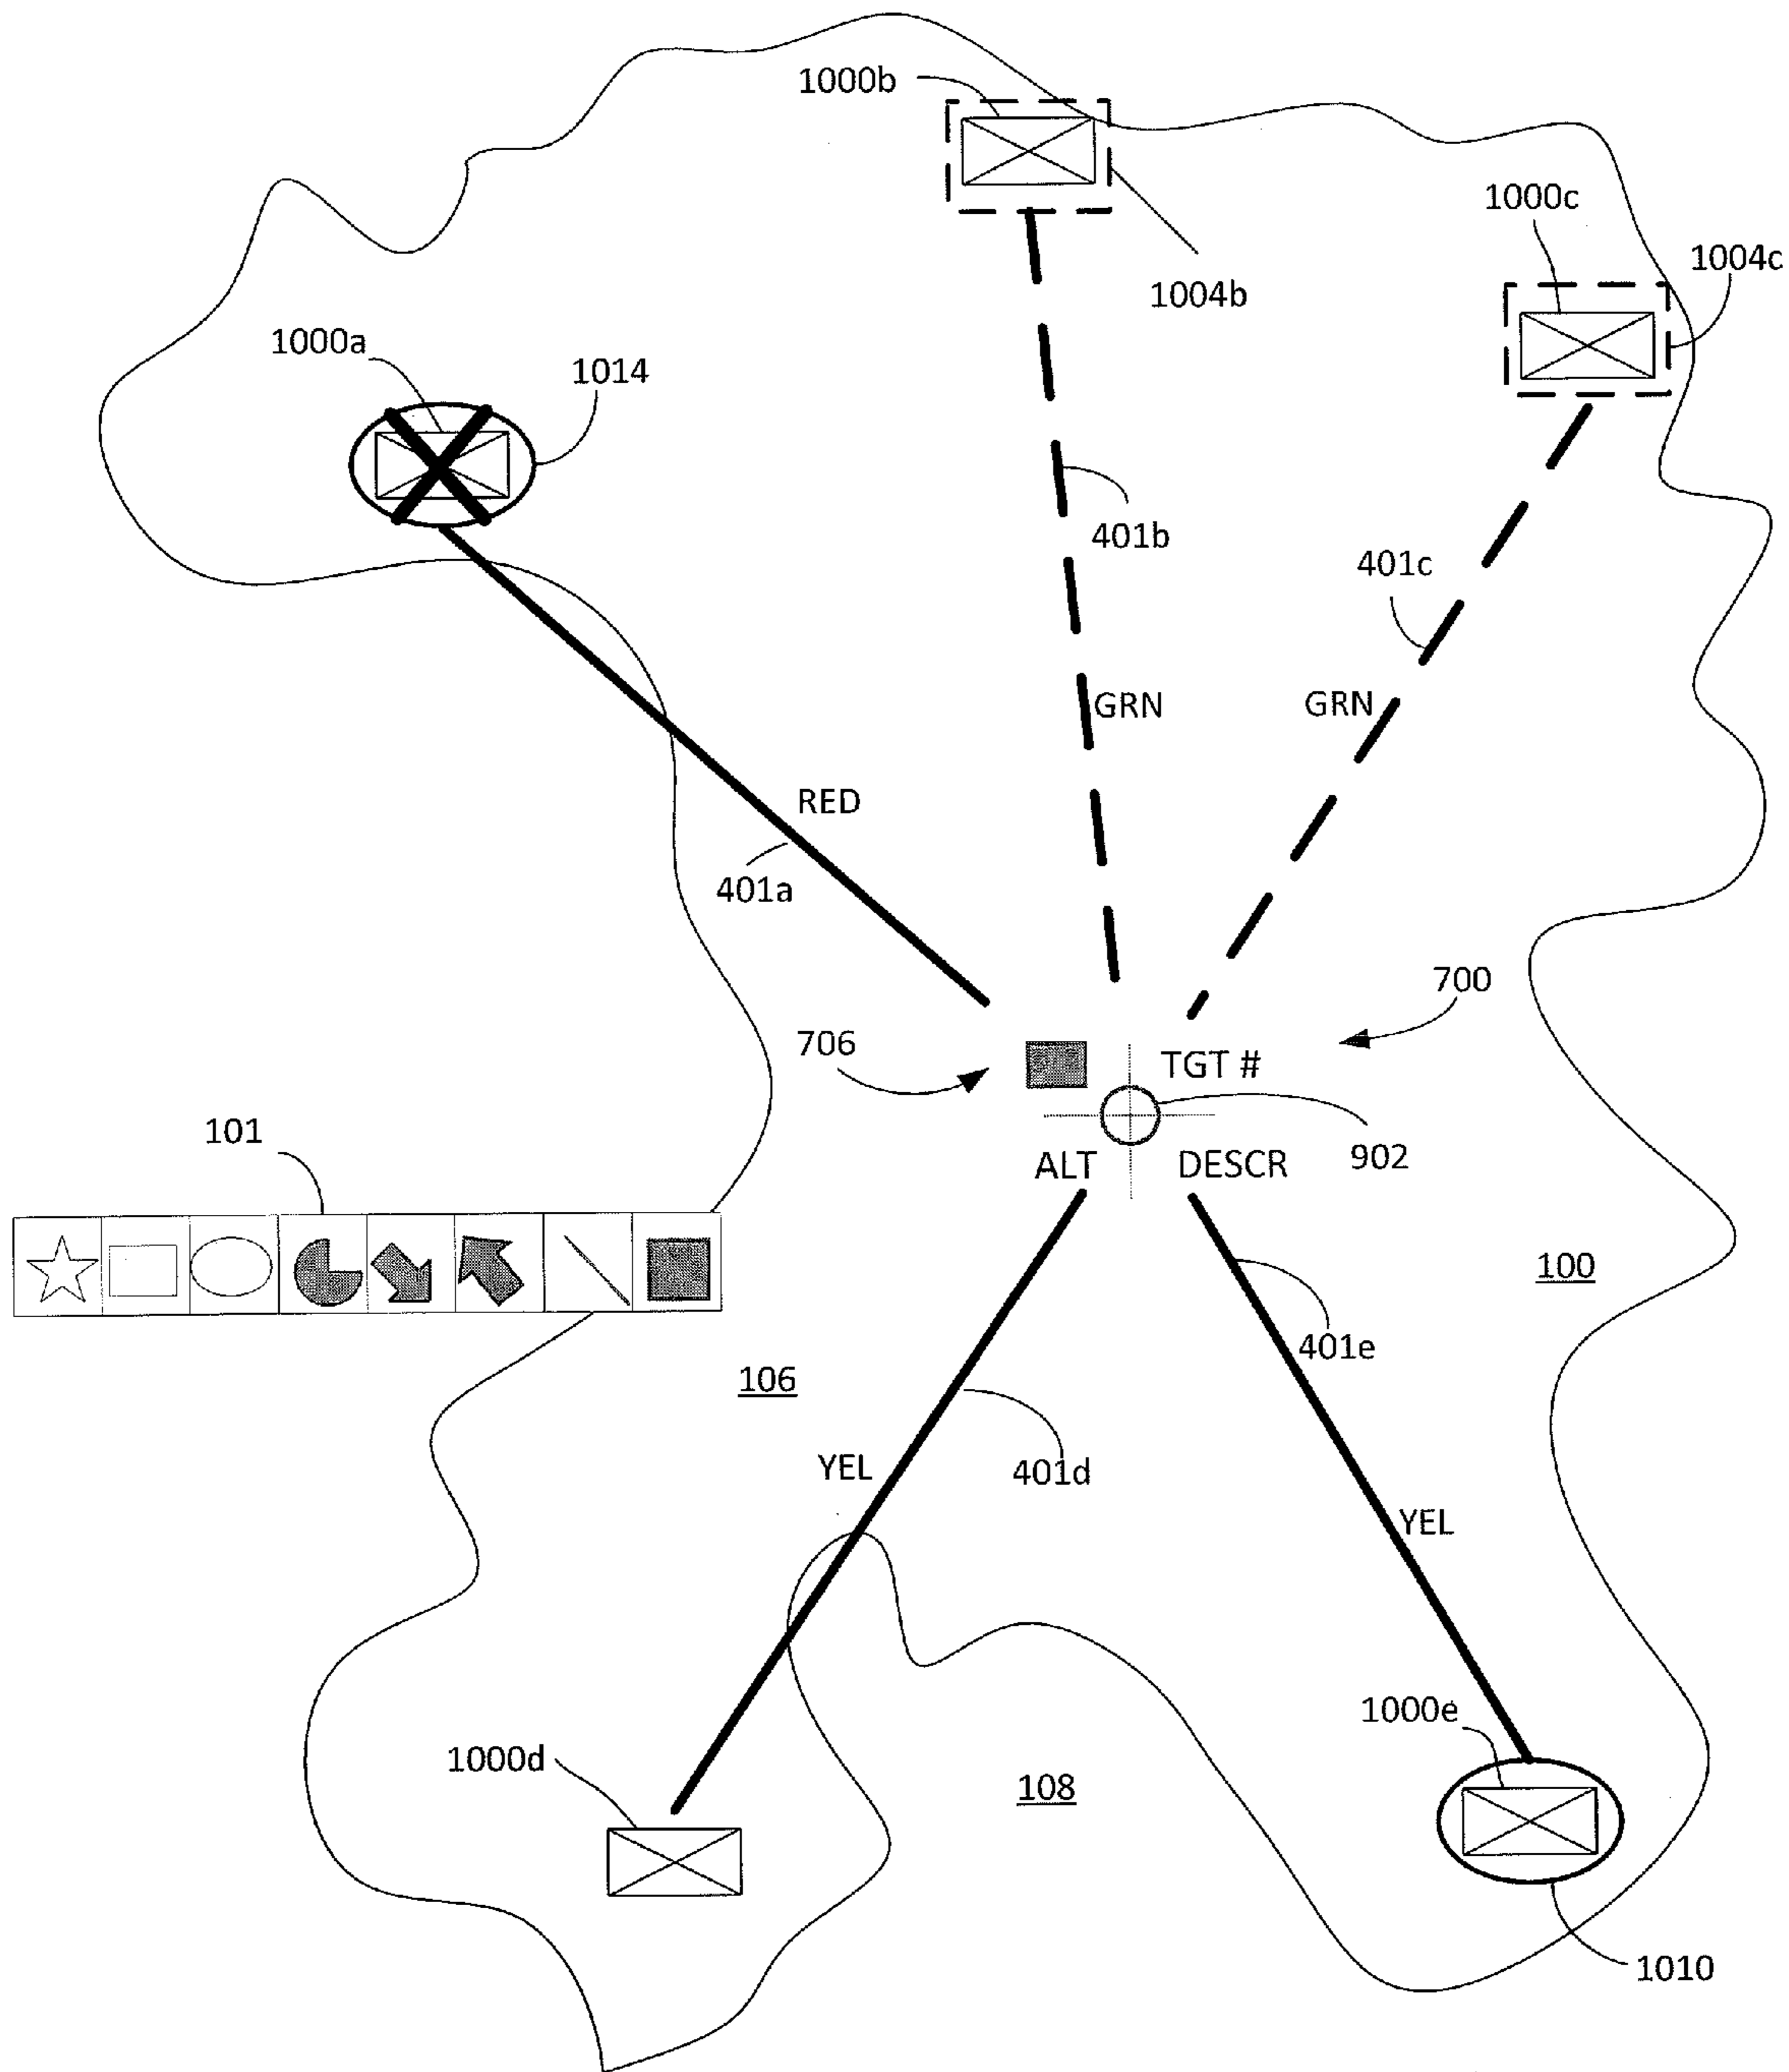 1000b
1000c
1004c
1004b
1000a
1014
401b
401c
GRN
GRN
RED
401a
700
706
TGT #
101
902
ALT
DESCR
100
401e
106
YEL
401d
YEL
1000e
1000d
108
1010